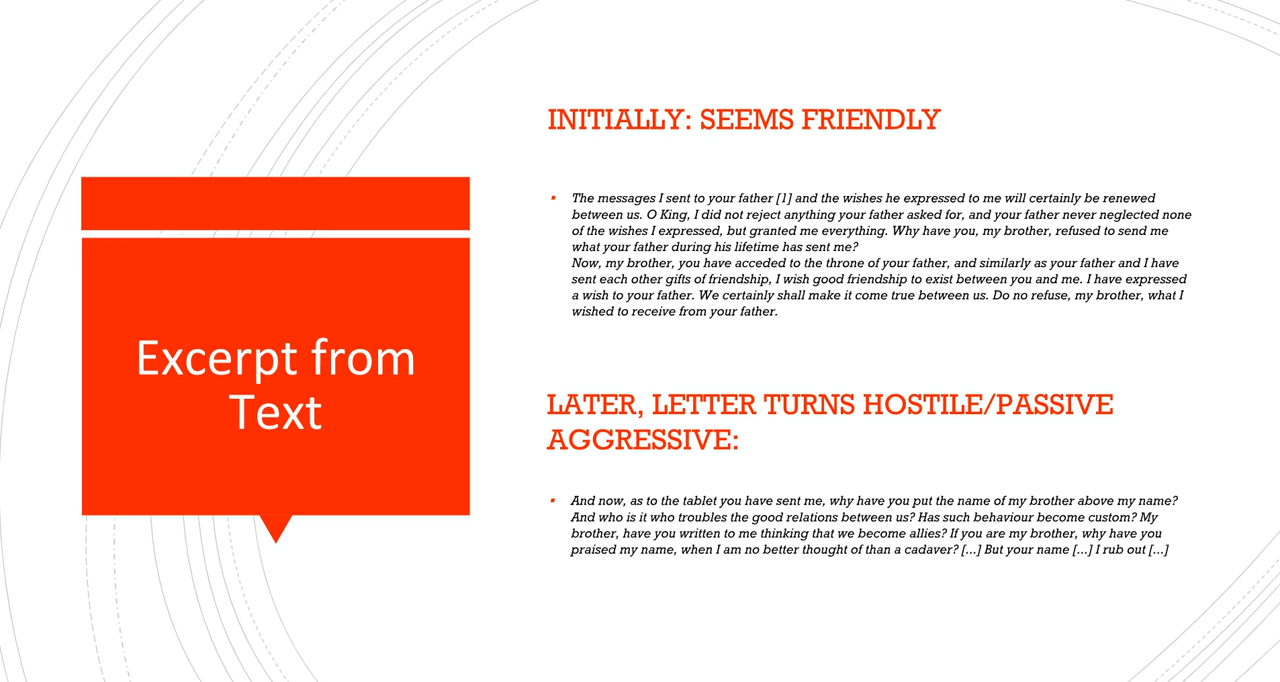 Excerpt from
Text
INITIALLY: SEEMS FRIENDLY
▪ The messages I sent to your father [1] and the wishes he expressed to me will certainly be renewed
between us. O King, I did not reject anything your father asked for, and your father never neglected none
of the wishes I expressed, but granted me everything. Why have you, my brother, refused to send me
what your father during his lifetime has sent me?
Now, my brother, you have acceded to the throne of your father, and similarly as your father and I have
sent each other gifts of friendship, I wish good friendship to exist between you and me. I have expressed
a wish to your father. We certainly shall make it come true between us. Do no refuse, my brother, what I
wished to receive from your father.
LATER, LETTER TURNS HOSTILE/PASSIVE
AGGRESSIVE:
▪ And now, as to the tablet you have sent me, why have you put the name of my brother above my name?
And who is it who troubles the good relations between us? Has such behaviour become custom? My
brother, have you written to me thinking that we become allies? If you are my brother, why have you
praised my name, when I am no better thought of than a cadaver? [...] But your name [...] I rub out [...]